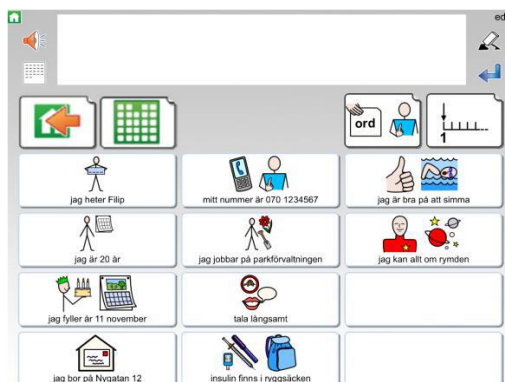 ed
ord
1
jag heter Filip
mitt nummer är 070 1234567
jag är bra på att simma
jag är 20 år
jag jobbar på parkförvaltningen
jag kan allt om rymden
jag fyller år 11 november
tala långsamt
jag bor på Nygatan 12
insulin finns i ryggsäcken